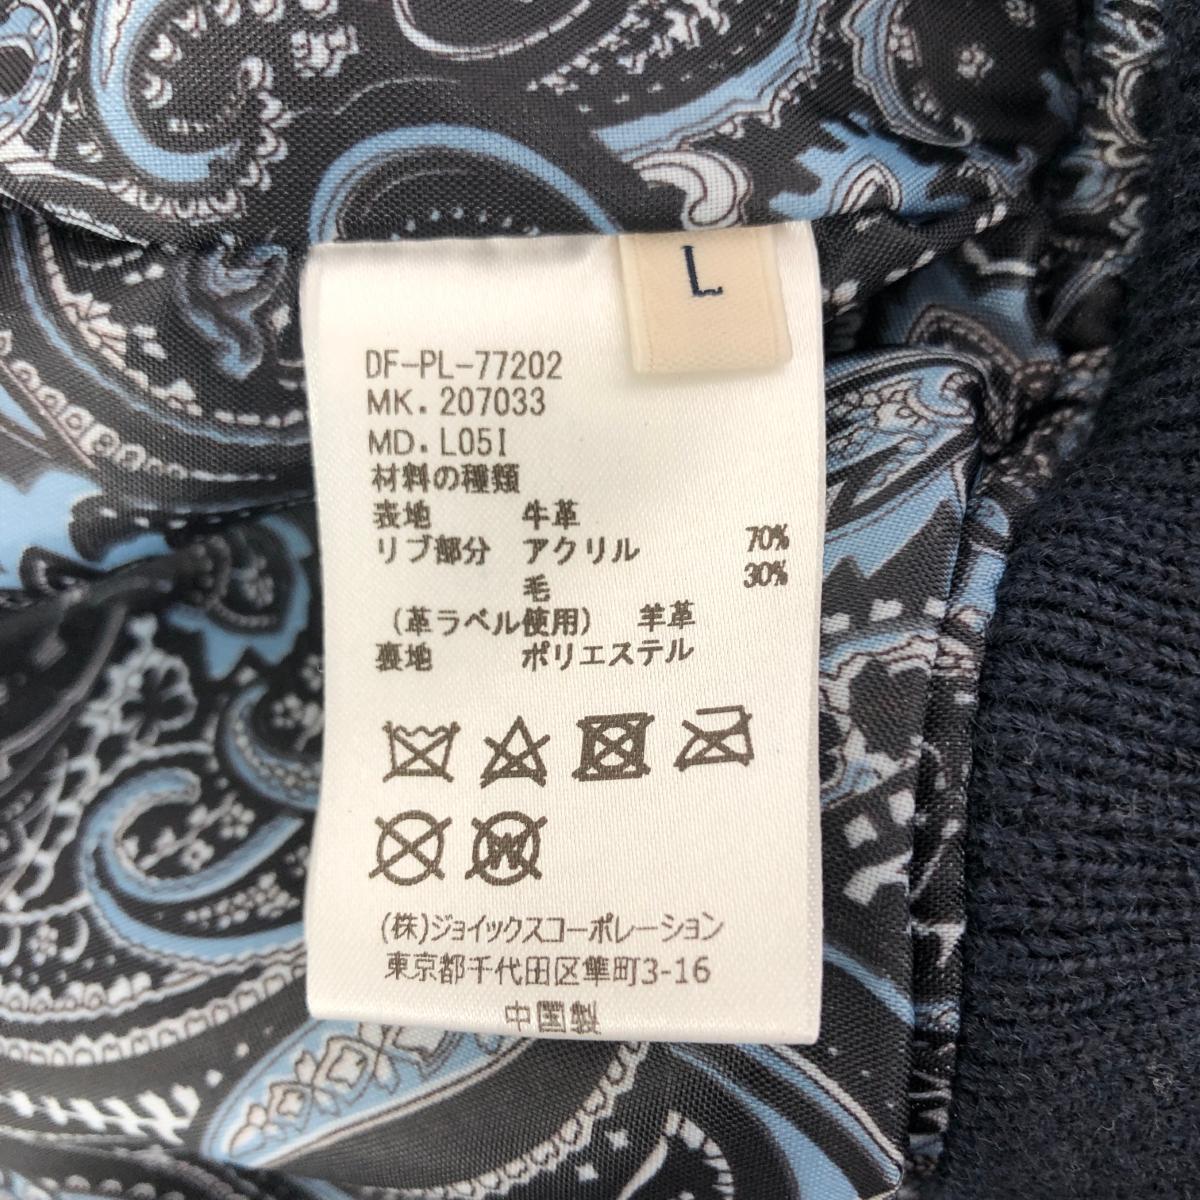 L
DF-PL-77202
MK. 207033
MD. L05I
材料の種類
表地 牛革
リブ部分 アクリル 70%
毛 30%
(革ラベル使用) 羊革
裏地 ポリエステル
W
(株)ジョイックスコーポレーション
東京都千代田区隼町3-16
中国製